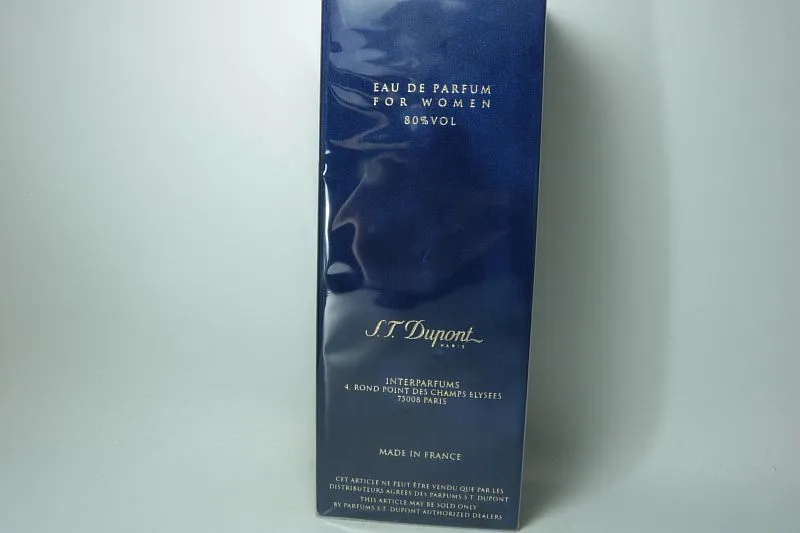 EAU DE PARFUM
FOR WOMEN
80%VOL
S.T. Dupont
PARIS
INTERPARFUMS
4. ROND POINT DES CHAMPS ELYSEES
75008 PARIS
MADE IN FRANCE
CET ARTICLE NE PEUT ÊTRE VENDU QUE PAR LES
DISTRIBUTEURS AGREÉS DES PARFUMS S.T. DUPONT
THIS ARTICLE MAY BE SOLD ONLY
BY PARFUMS S.T. DUPONT AUTHORIZED DEALERS